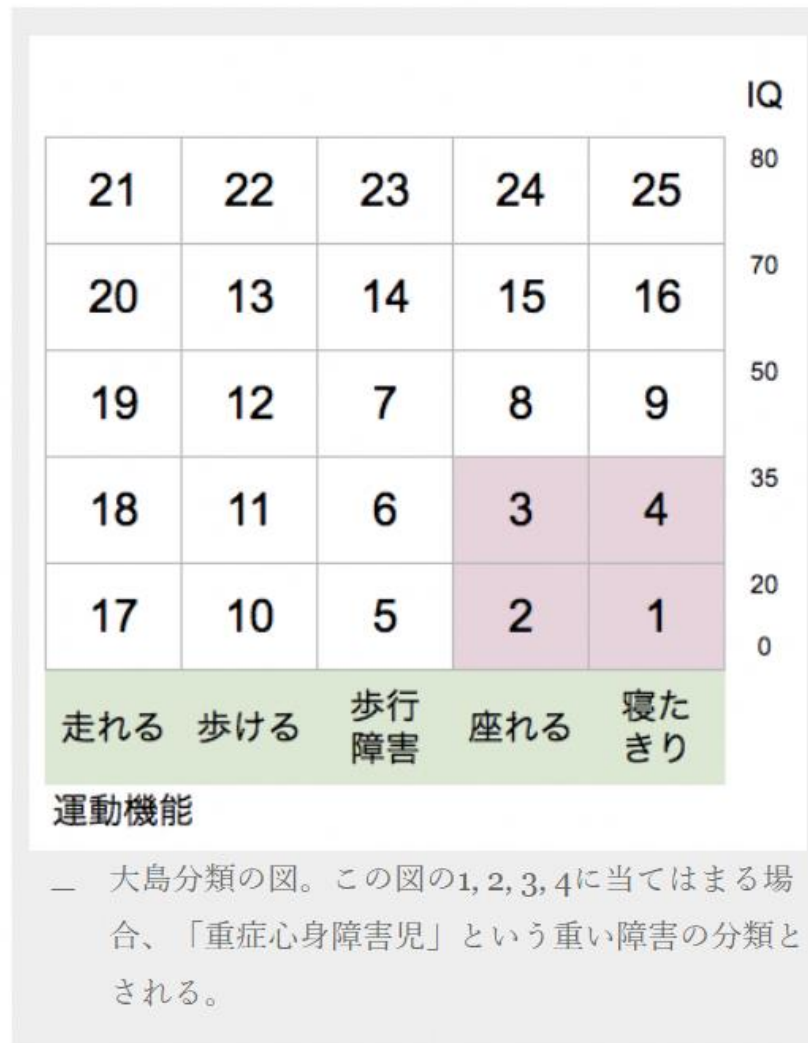 IQ
21 22 23 24 25 80
20 13 14 15 16 70
19 12 7 8 9 50
18 11 6 3 4 35
17 10 5 2 1 20
0
走れる 歩ける 歩行障害 座れる 寝たきり
運動機能
— 大島分類の図。この図の1, 2, 3, 4に当てはまる場
合、「重症心身障害児」という重い障害の分類と
される。